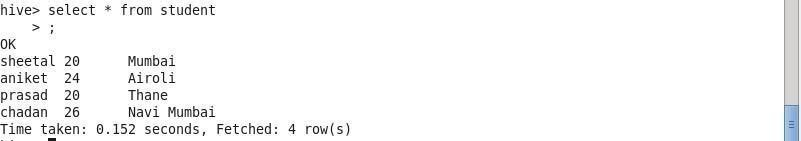 hive> select * from student
    > ;
OK
sheetal 20      Mumbai
aniket  24      Airoli
prasad  20      Thane
chadan  26      Navi Mumbai
Time taken: 0.152 seconds, Fetched: 4 row(s)